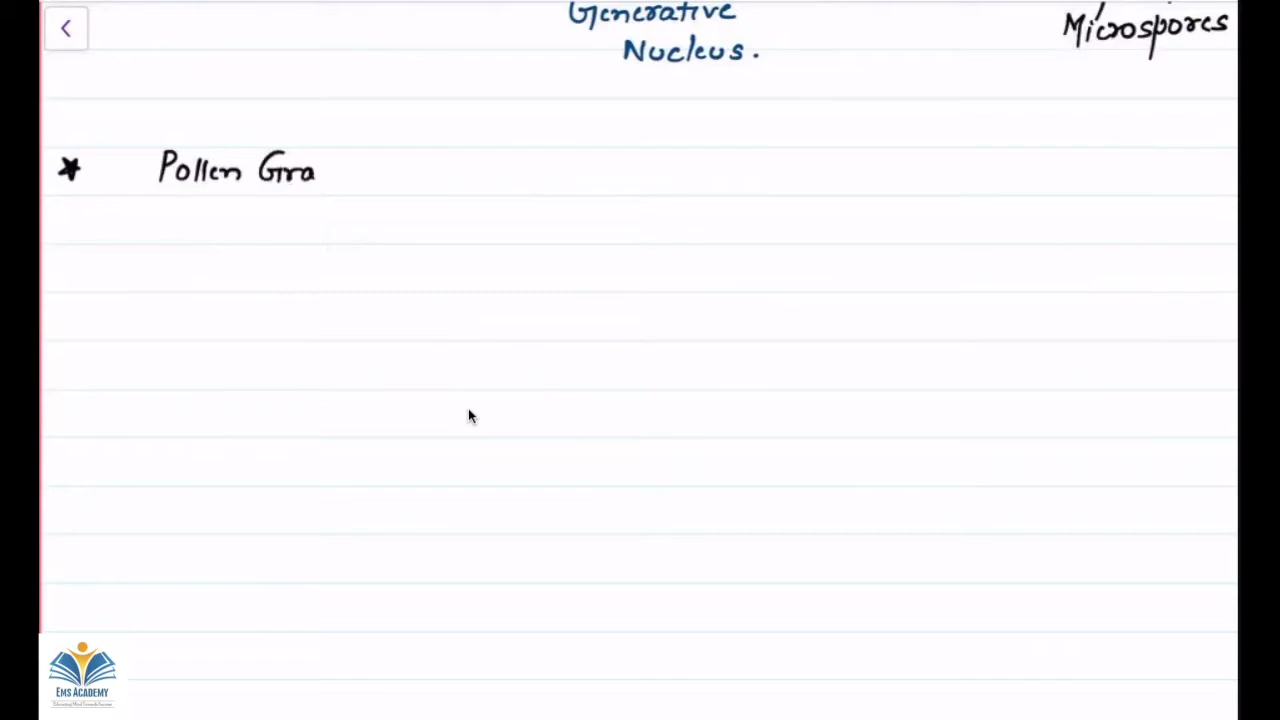 Generative
Nucleus.
Microspores
Pollen Gra
EMS ACADEMY